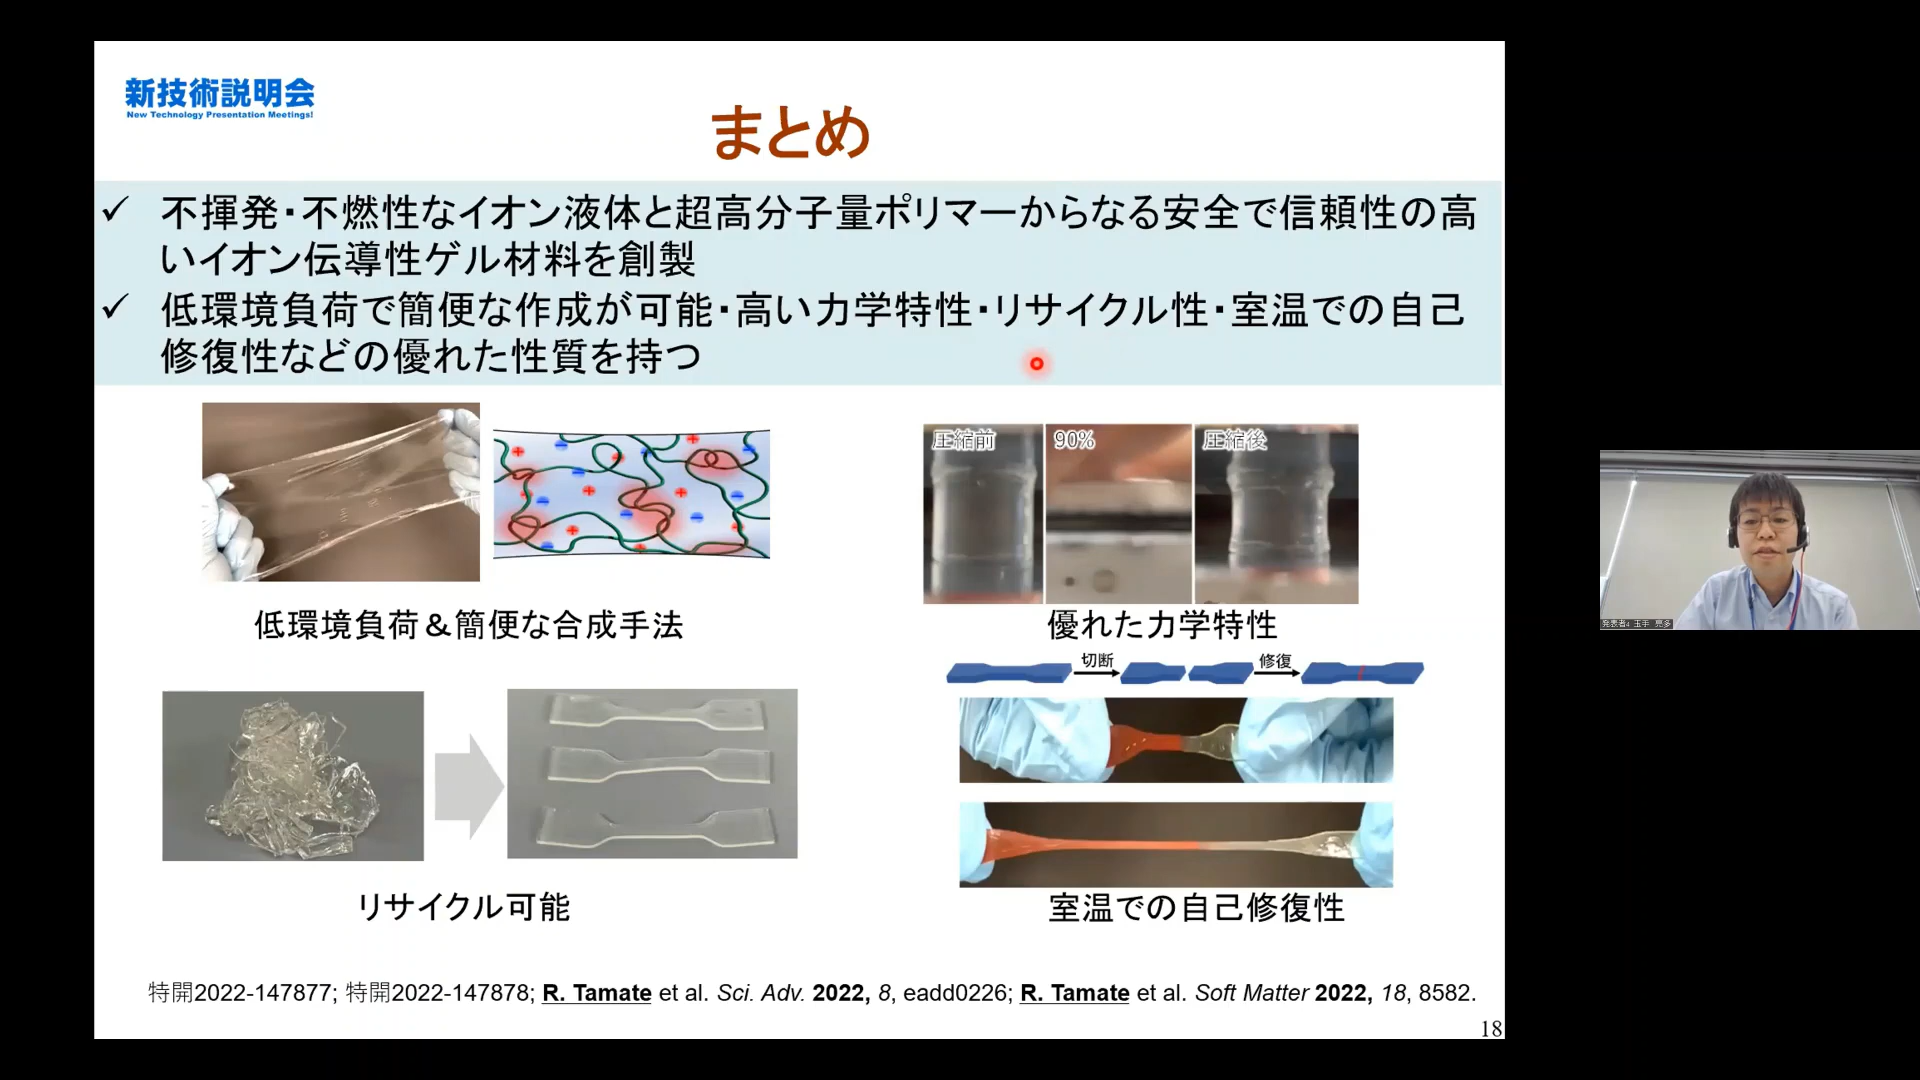 新技術説明会
New Technology Presentation Meetings!
まとめ
✓ 不揮発・不燃性なイオン液体と超高分子量ポリマーからなる安全で信頼性の高
いイオン伝導性ゲル材料を創製
✓ 低環境負荷で簡便な作成が可能・高い力学特性・リサイクル性・室温での自己
修復性などの優れた性質を持つ
圧縮前
90%
圧縮後
低環境負荷＆簡便な合成手法
優れた力学特性
切断
修復
リサイクル可能
室温での自己修復性
発表者4 玉手 亮多
特開2022-147877; 特開2022-147878; R. Tamate et al. Sci. Adv. 2022, 8, eadd0226; R. Tamate et al. Soft Matter 2022, 18, 8582.
18